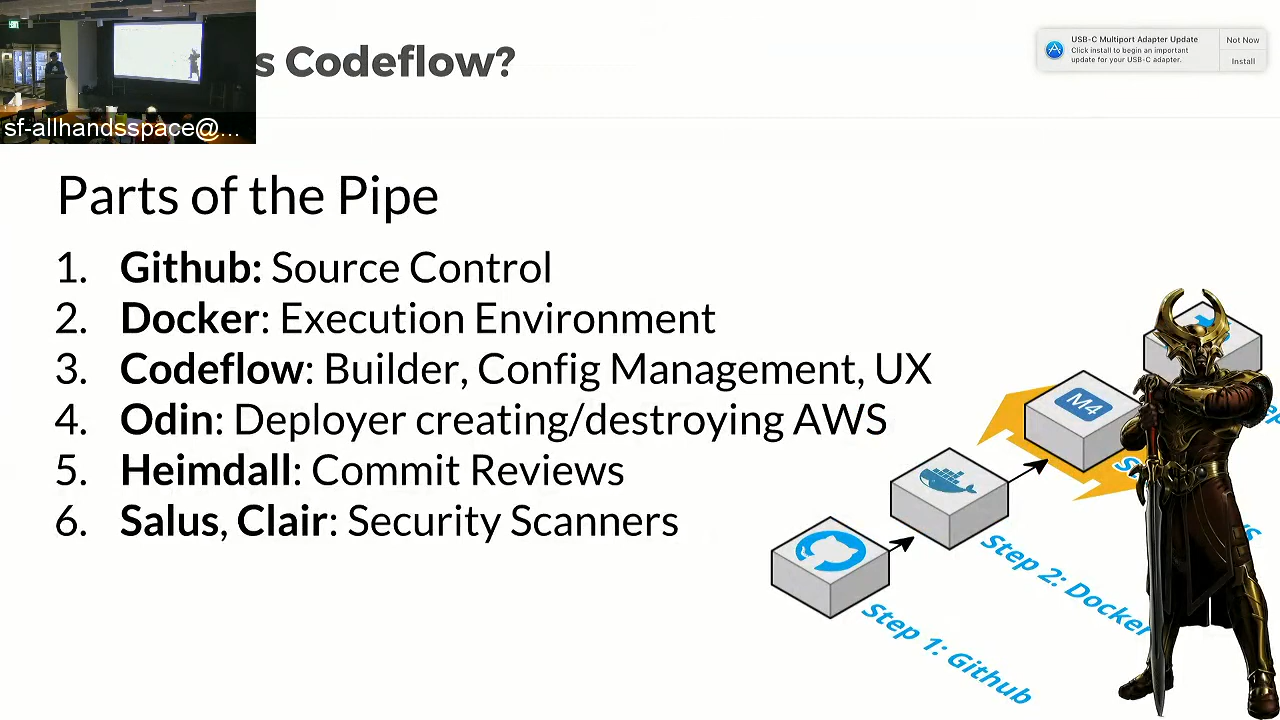 s Codeflow?
USB-C Multiport Adapter Update
Click install to begin an important
update for your USB-C adapter.
Not Now
Install
EXIT
sf-allhandsspace@...
Parts of the Pipe
1. Github: Source Control
2. Docker: Execution Environment
3. Codeflow: Builder, Config Management, UX
4. Odin: Deployer creating/destroying AWS
5. Heimdall: Commit Reviews
6. Salus, Clair: Security Scanners
M4
Step 2: Docker
Step 1: Github